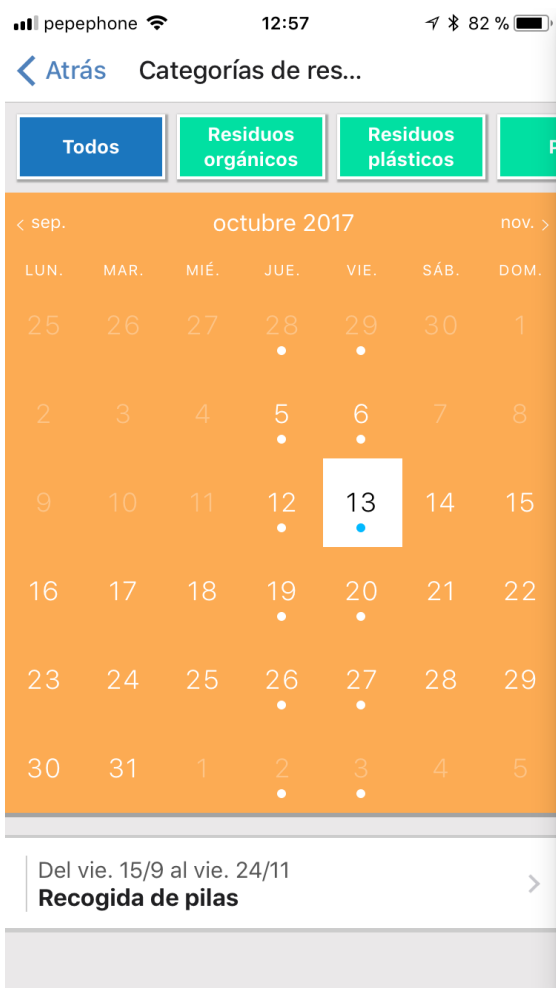 pepephone 12:57 82 %
Atrás Categorías de res...
Todos
Residuos
orgánicos
Residuos
plásticos
sep. octubre 2017 nov.
LUN. MAR. MIÉ. JUE. VIE. SÁB. DOM.
25 26 27 28 29 30 1
2 3 4 5 6 7 8
9 10 11 12 13 14 15
16 17 18 19 20 21 22
23 24 25 26 27 28 29
30 31 1 2 3 4 5
Del vie. 15/9 al vie. 24/11
Recogida de pilas